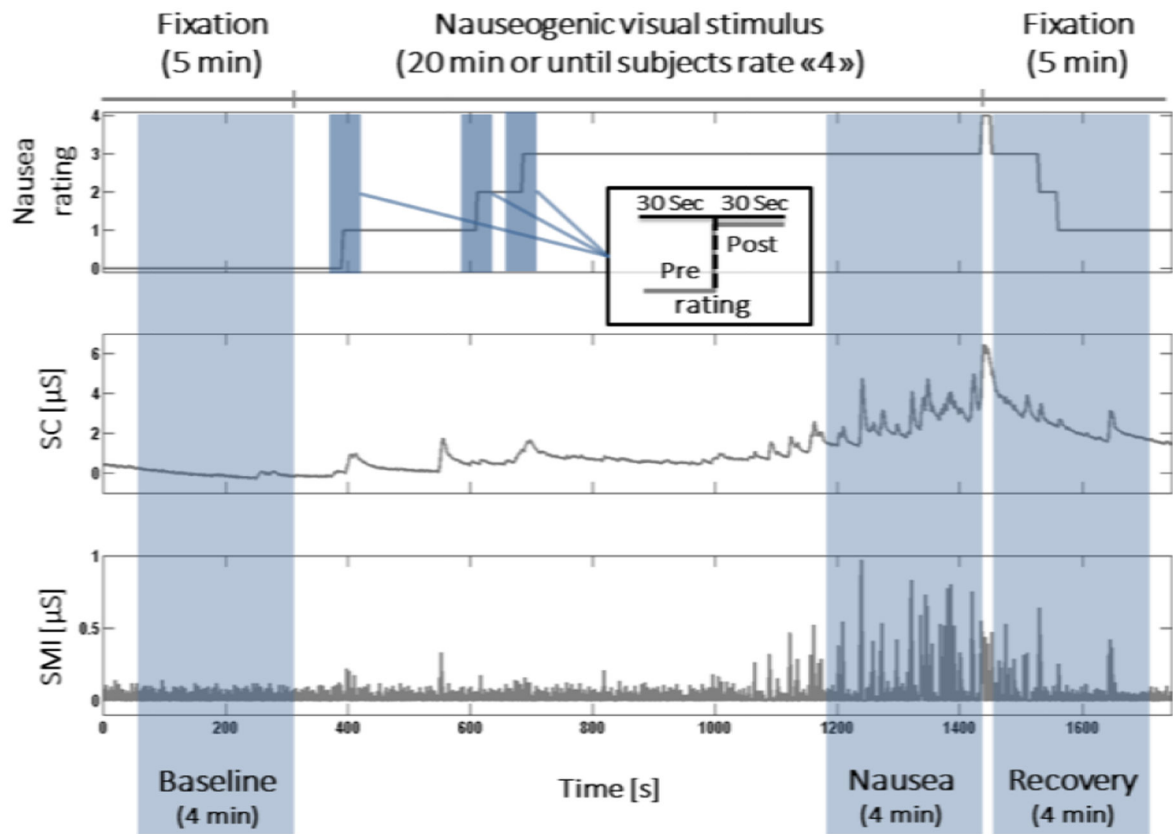 Fixation
(5 min)
Nauseogenic visual stimulus
(20 min or until subjects rate «4»)
Fixation
(5 min)
Nausea
rating
4
3
2
1
0
30 Sec 30 Sec
Post
Pre
rating
SC [µS]
6
4
2
0
SMI [µS]
1
0.5
0
0 200 400 600 800 1000 1200 1400 1600
Time [s]
Baseline
(4 min)
Nausea
(4 min)
Recovery
(4 min)